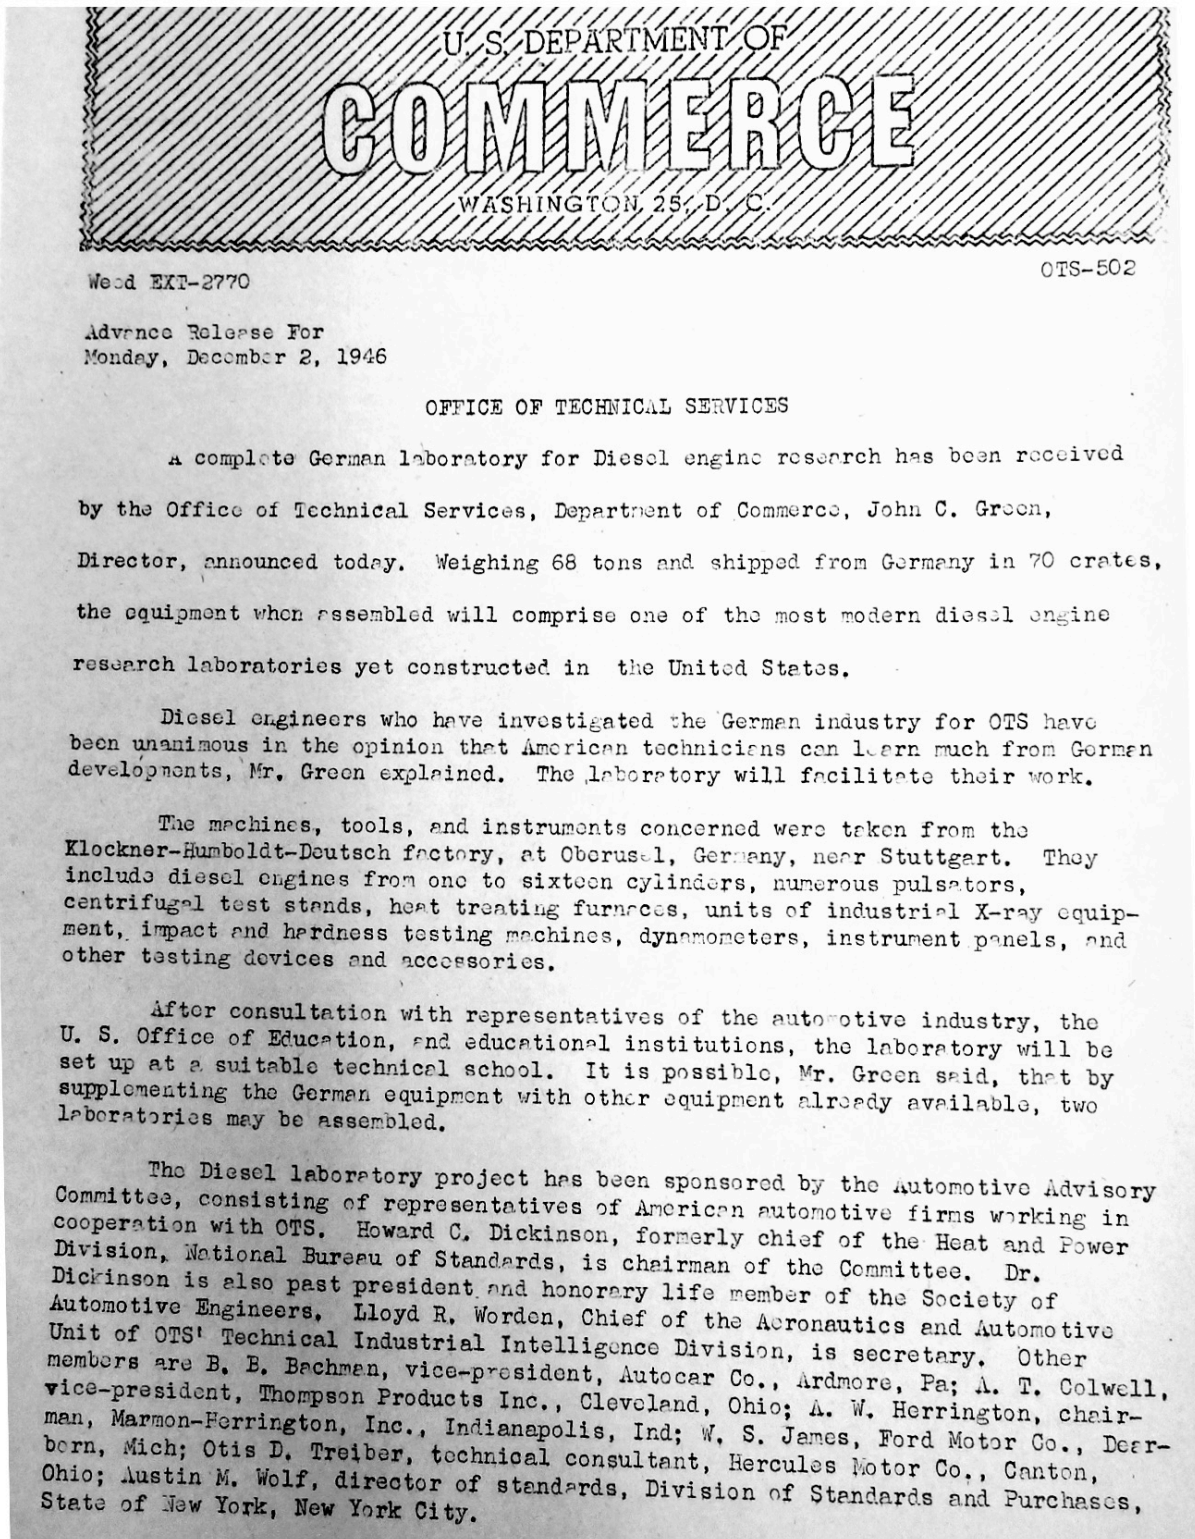 U. S. DEPARTMENT OF
COMMERCE
WASHINGTON, 25, D. C.
OTS-502
Weed EXT-2770
Advance Release For
Monday, December 2, 1946
OFFICE OF TECHNICAL SERVICES
A complete German laboratory for Diesel engine research has been received
by the Office of Technical Services, Department of Commerce, John C. Green,
Director, announced today. Weighing 68 tons and shipped from Germany in 70 crates,
the equipment when assembled will comprise one of the most modern diesel engine
research laboratories yet constructed in the United States.
Diesel engineers who have investigated the German industry for OTS have
been unanimous in the opinion that American technicians can learn much from German
developments, Mr. Green explained. The laboratory will facilitate their work.
The machines, tools, and instruments concerned were taken from the
Klockner-Humboldt-Deutsch factory, at Oberusel, Germany, near Stuttgart. They
include diesel engines from one to sixteen cylinders, numerous pulsators,
centrifugal test stands, heat treating furnaces, units of industrial X-ray equip-
ment, impact and hardness testing machines, dynamometers, instrument panels, and
other testing devices and accessories.
After consultation with representatives of the automotive industry, the
U. S. Office of Education, and educational institutions, the laboratory will be
set up at a suitable technical school. It is possible, Mr. Green said, that by
supplementing the German equipment with other equipment already available, two
laboratories may be assembled.
The Diesel laboratory project has been sponsored by the Automotive Advisory
Committee, consisting of representatives of American automotive firms working in
cooperation with OTS. Howard C. Dickinson, formerly chief of the Heat and Power
Division, National Bureau of Standards, is chairman of the Committee. Dr.
Dickinson is also past president and honorary life member of the Society of
Automotive Engineers. Lloyd R. Worden, Chief of the Aeronautics and Automotive
Unit of OTS' Technical Industrial Intelligence Division, is secretary. Other
members are B. B. Bachman, vice-president, Autocar Co., Ardmore, Pa; A. T. Colwell,
vice-president, Thompson Products Inc., Cleveland, Ohio; A. W. Herrington, chair-
man, Marmon-Herrington, Inc., Indianapolis, Ind; W. S. James, Ford Motor Co., Dear-
born, Mich; Otis D. Treiber, technical consultant, Hercules Motor Co., Canton,
Ohio; Austin M. Wolf, director of standards, Division of Standards and Purchases,
State of New York, New York City.